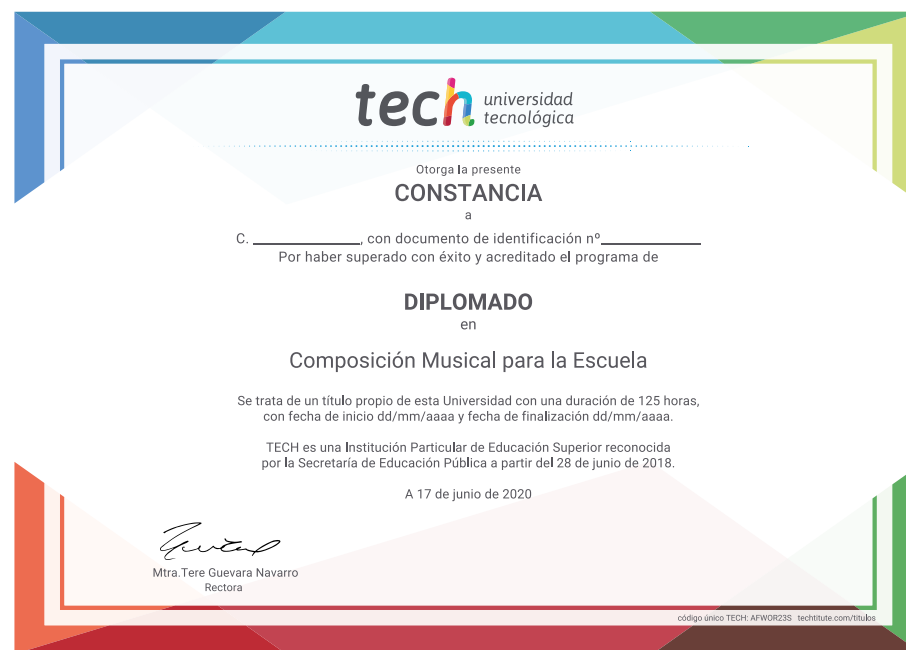 tech universidad
tecnológica
Otorga la presente
CONSTANCIA
a
C. ______________, con documento de identificación nº_____________
Por haber superado con éxito y acreditado el programa de
DIPLOMADO
en
Composición Musical para la Escuela
Se trata de un título propio de esta Universidad con una duración de 125 horas,
con fecha de inicio dd/mm/aaaa y fecha de finalización dd/mm/aaaa.
TECH es una Institución Particular de Educación Superior reconocida
por la Secretaría de Educación Pública a partir del 28 de junio de 2018.
A 17 de junio de 2020
Mtra.Tere Guevara Navarro
Rectora
código único TECH: AFWOR23S techtitute.com/titulos